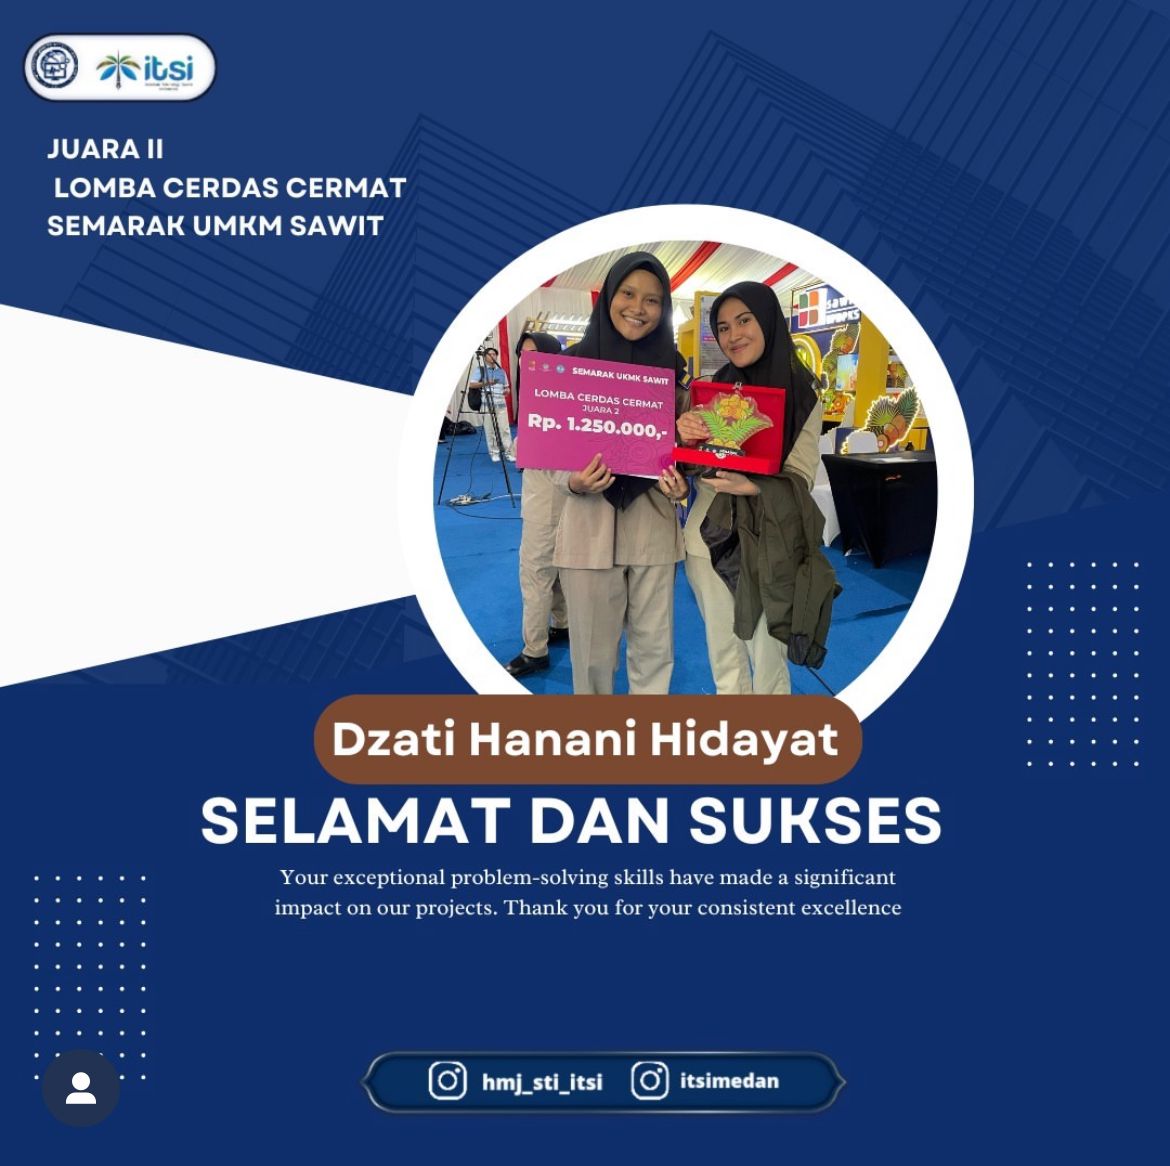 itsi
JUARA II
LOMBA CERDAS CERMAT
SEMARAK UMKM SAWIT
SEMARAK UKMK SAWIT
LOMBA CERDAS CERMAT
JUARA 2
Rp. 1.250.000,-
Dzati Hanani Hidayat
SELAMAT DAN SUKSES
Your exceptional problem-solving skills have made a significant
impact on our projects. Thank you for your consistent excellence
hmj_sti_itsi
itsimedan